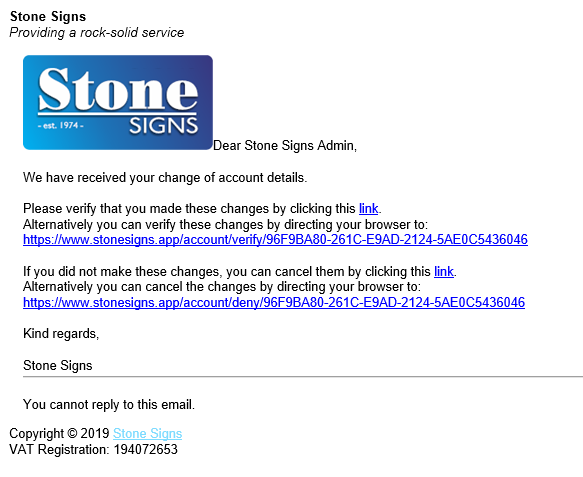 Stone Signs
Providing a rock-solid service
Stone
- est. 1974 - SIGNS
Dear Stone Signs Admin,
We have received your change of account details.
Please verify that you made these changes by clicking this link.
Alternatively you can verify these changes by directing your browser to:
https://www.stonesigns.app/account/verify/96F9BA80-261C-E9AD-2124-5AE0C5436046
If you did not make these changes, you can cancel them by clicking this link.
Alternatively you can cancel the changes by directing your browser to:
https://www.stonesigns.app/account/deny/96F9BA80-261C-E9AD-2124-5AE0C5436046
Kind regards,
Stone Signs
You cannot reply to this email.
Copyright © 2019 Stone Signs
VAT Registration: 194072653